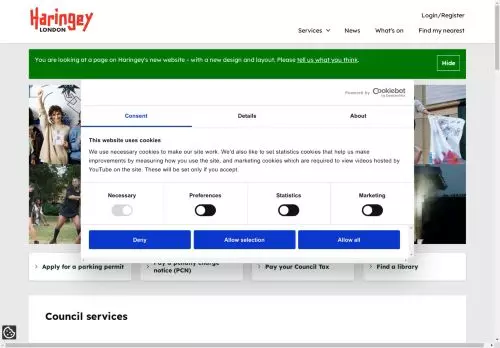 Haringey
LONDON
Login/Register
Services
News
What's on
Find my nearest
You are looking at a page on Haringey's new website - with a new design and layout. Please tell us what you think.
Hide
Powered by Cookiebot
Consent
Details
About
This website uses cookies
We use necessary cookies to make our site work. We'd also like to set statistics cookies that help us make
improvements by measuring how you use the site, and marketing cookies which are required to view videos hosted by
YouTube on the site. These will be set only if you accept.
Necessary
Preferences
Statistics
Marketing
Deny
Allow selection
Allow all
Apply for a parking permit
Pay a penalty charge
notice (PCN)
Pay your Council Tax
Find a library
Council services